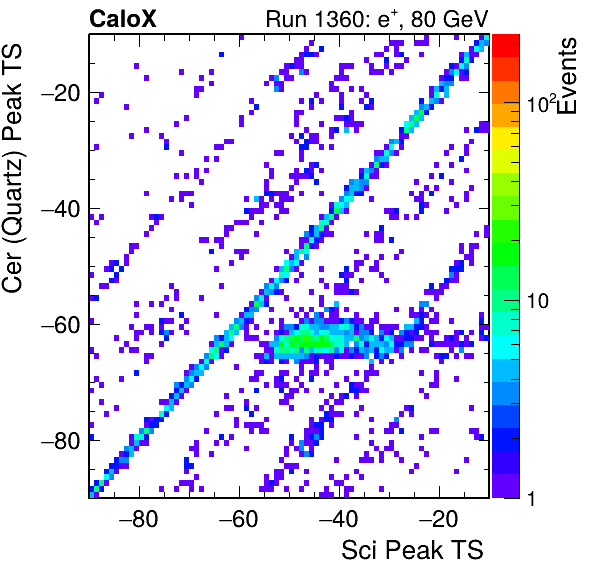 CaloX Run 1360: e⁺, 80 GeV
Cer (Quartz) Peak TS
−20
−40
−60
−80
−80 −60 −40 −20
Sci Peak TS
Events
10²
10
1